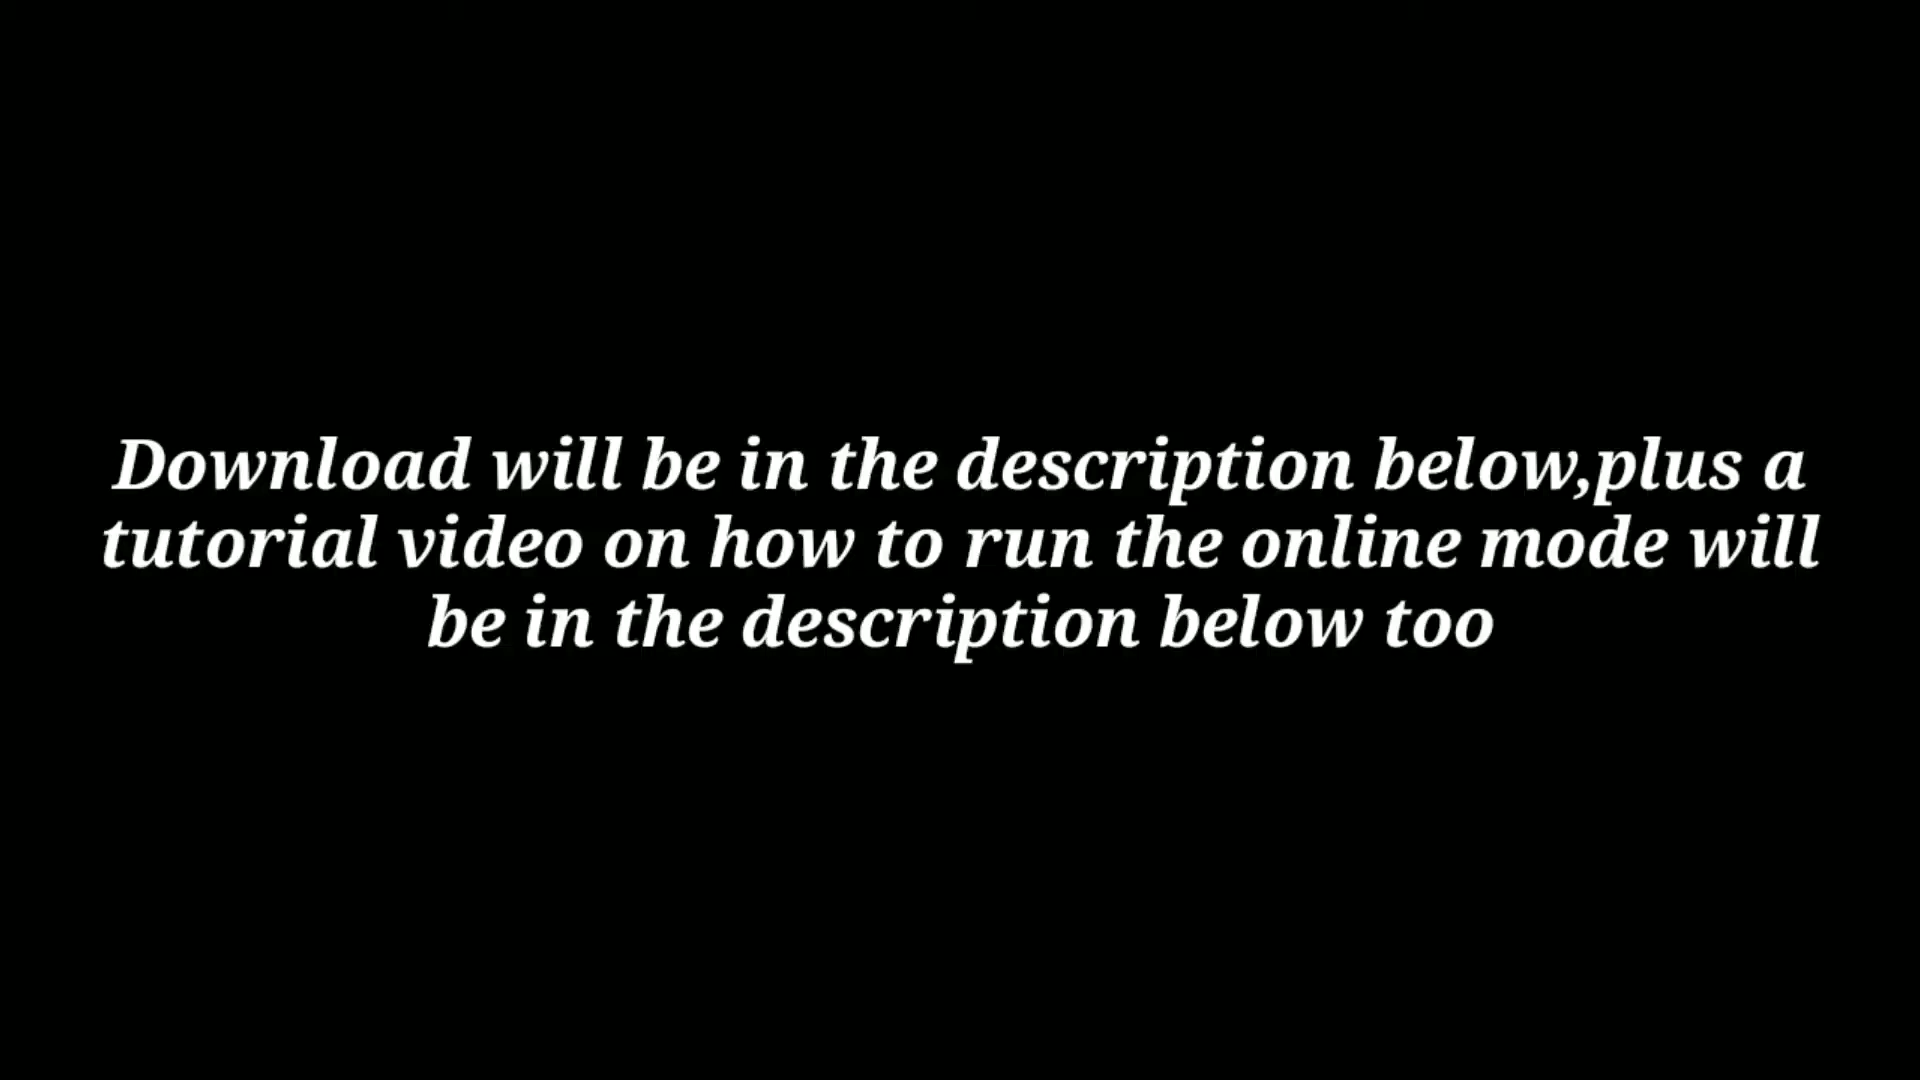 Download will be in the description below,plus a
tutorial video on how to run the online mode will
be in the description below too